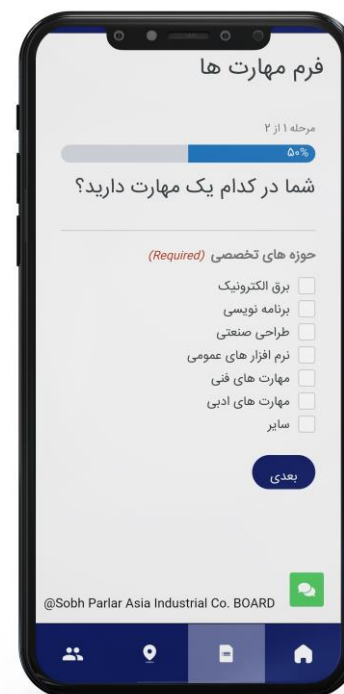 فرم مهارت ها
مرحله ۱ از ۲
۵۰%
شما در کدام یک مهارت دارید؟
حوزه های تخصصی (Required)
برق الکترونیک
برنامه نویسی
طراحی صنعتی
نرم افزار های عمومی
مهارت های فنی
مهارت های ادبی
سایر
بعدی
@Sobh Parlar Asia Industrial Co. BOARD